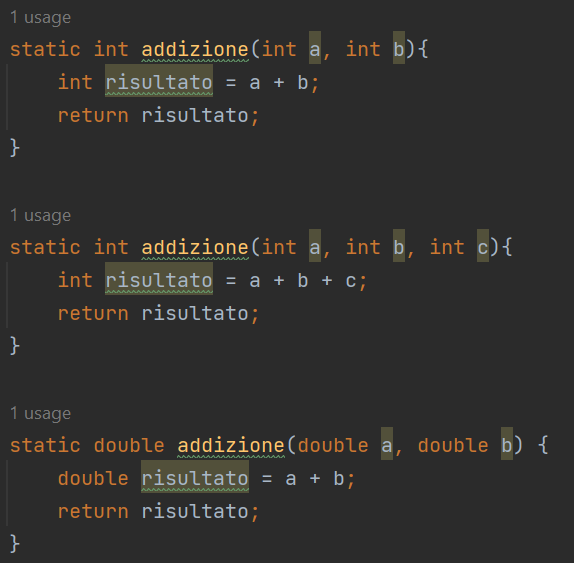 1 usage
static int addizione(int a, int b){
    int risultato = a + b;
    return risultato;
}
1 usage
static int addizione(int a, int b, int c){
    int risultato = a + b + c;
    return risultato;
}
1 usage
static double addizione(double a, double b) {
    double risultato = a + b;
    return risultato;
}